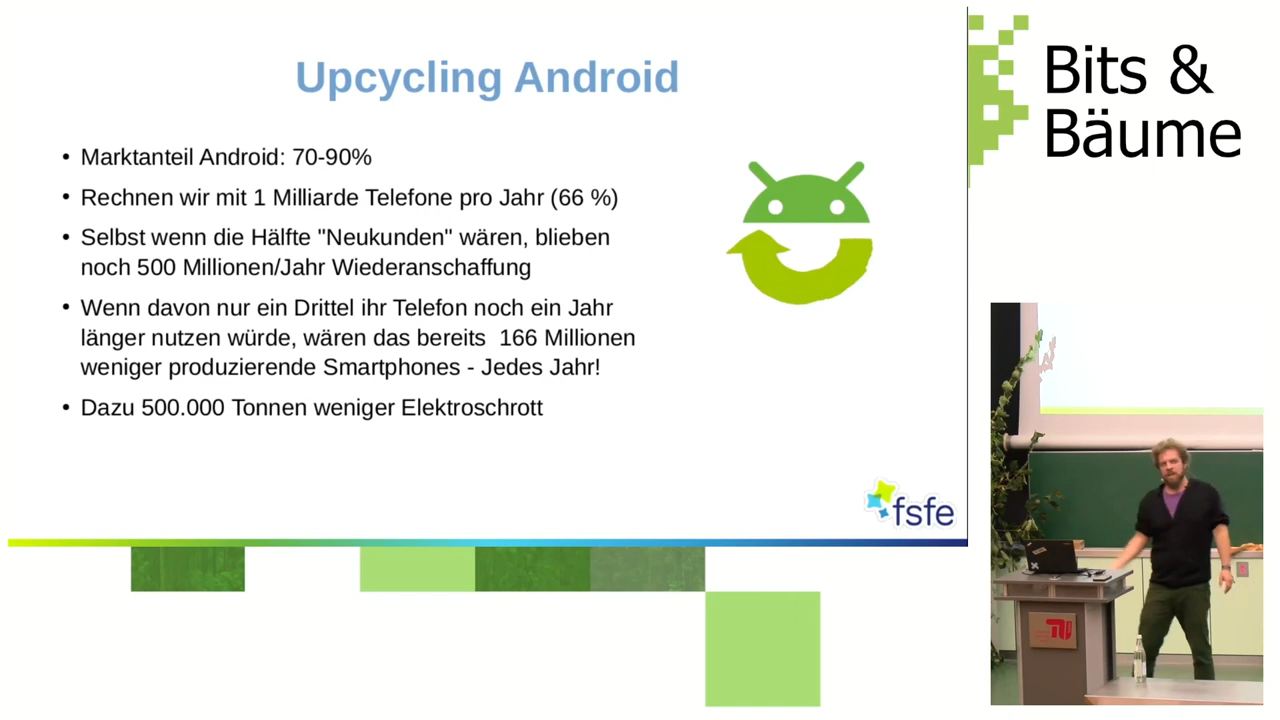 Upcycling Android
• Marktanteil Android: 70-90%
• Rechnen wir mit 1 Milliarde Telefone pro Jahr (66 %)
• Selbst wenn die Hälfte "Neukunden" wären, blieben
noch 500 Millionen/Jahr Wiederanschaffung
• Wenn davon nur ein Drittel ihr Telefon noch ein Jahr
länger nutzen würde, wären das bereits  166 Millionen
weniger produzierende Smartphones - Jedes Jahr!
• Dazu 500.000 Tonnen weniger Elektroschrott
fsfe
Bits &
Bäume